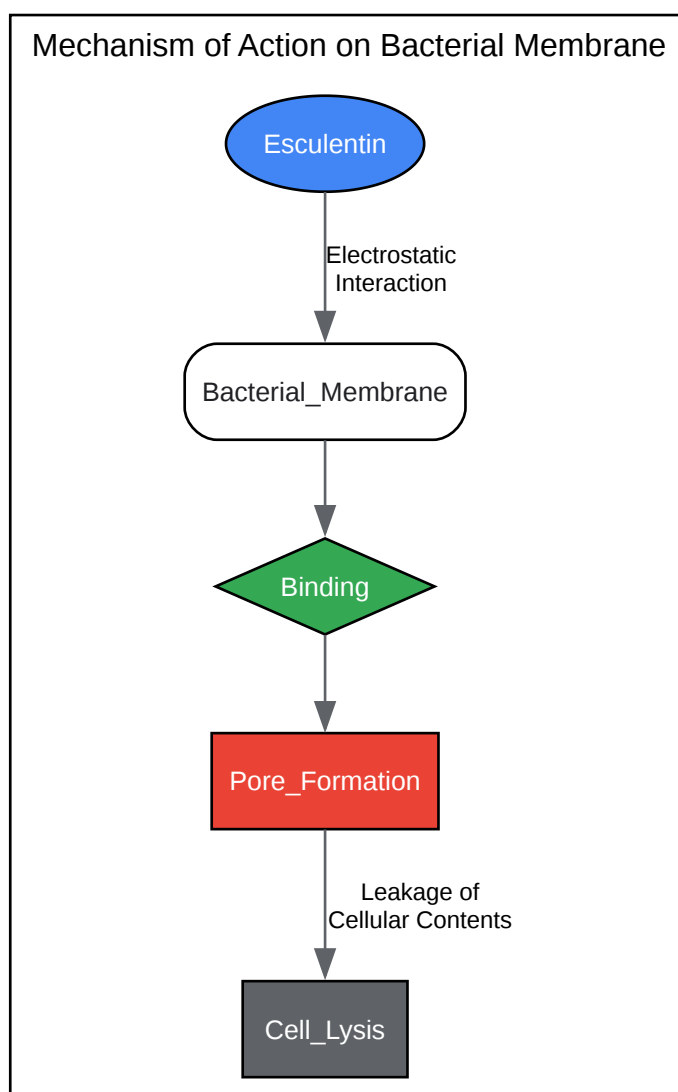 Mechanism of Action on Bacterial Membrane
Esculentin
Electrostatic
Interaction
Bacterial_Membrane
Binding
Pore_Formation
Leakage of
Cellular Contents
Cell_Lysis